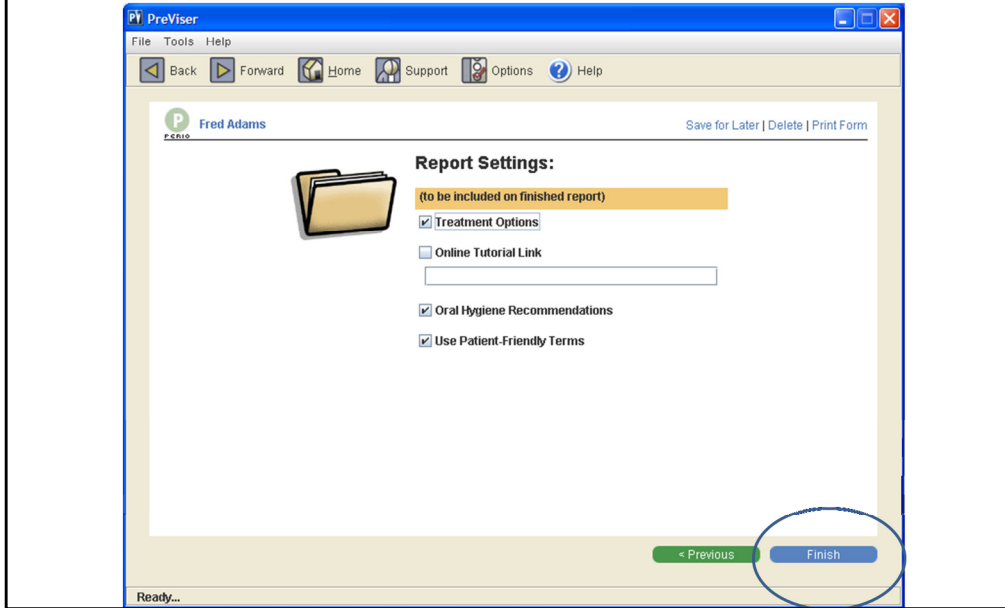 PV PreViser
File Tools Help
Back Forward Home Support Options ? Help
P
PERIO
Fred Adams
Save for Later | Delete | Print Form
Report Settings:
(to be included on finished report)
Treatment Options
Online Tutorial Link
Oral Hygiene Recommendations
Use Patient-Friendly Terms
< Previous Finish
Ready...